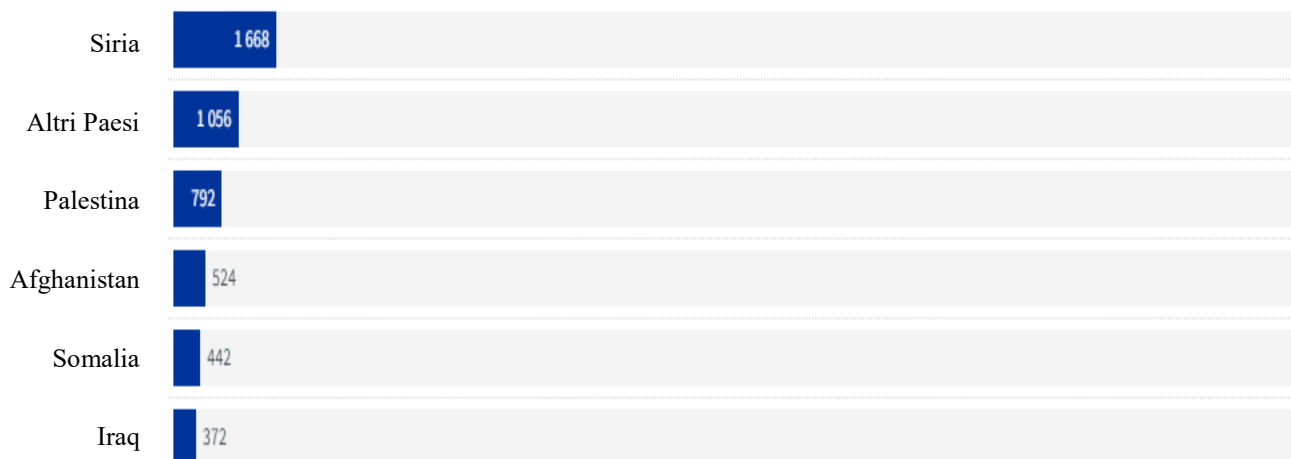 Siria 1 668
Altri Paesi 1 056
Palestina 792
Afghanistan 524
Somalia 442
Iraq 372